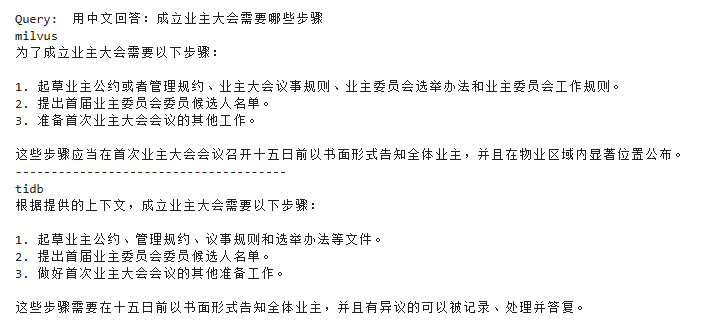 Query:  用中文回答：成立业主大会需要哪些步骤
milvus
为了成立业主大会需要以下步骤：
1. 起草业主公约或者管理规约、业主大会议事规则、业主委员会选举办法和业主委员会工作规则。
2. 提出首届业主委员会委员候选人名单。
3. 准备首次业主大会会议的其他工作。
这些步骤应当在首次业主大会会议召开十五日前以书面形式告知全体业主，并且在物业区域内显著位置公布。
--------------------------------------
tidb
根据提供的上下文，成立业主大会需要以下步骤：
1. 起草业主公约、管理规约、议事规则和选举办法等文件。
2. 提出首届业主委员会委员候选人名单。
3. 做好首次业主大会会议的其他准备工作。
这些步骤需要在十五日前以书面形式告知全体业主，并且有异议的可以被记录、处理并答复。